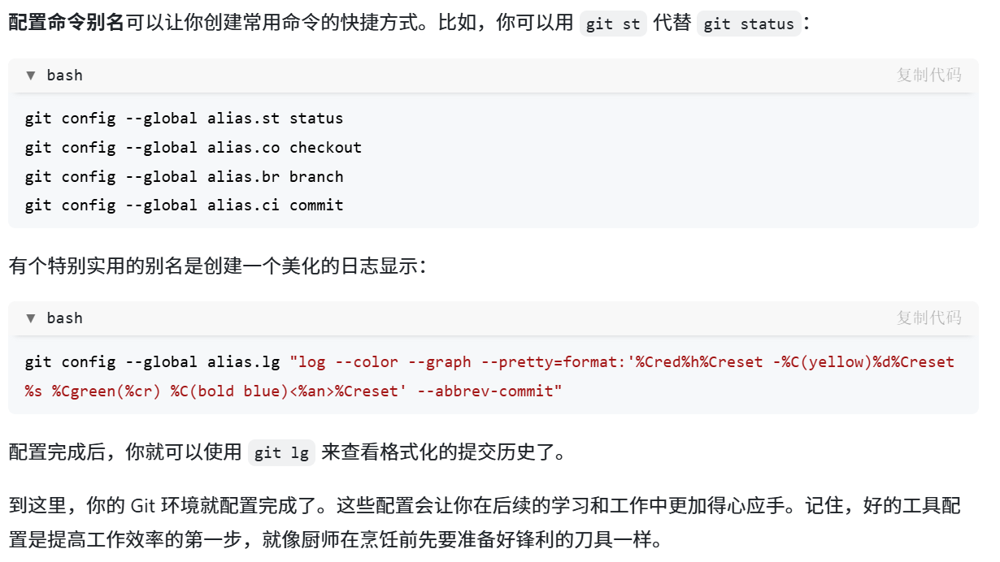 配置命令别名可以让你创建常用命令的快捷方式。比如，你可以用 git st 代替 git status：
▼ bash 复制代码
git config --global alias.st status
git config --global alias.co checkout
git config --global alias.br branch
git config --global alias.ci commit
有个特别实用的别名是创建一个美化的日志显示：
▼ bash 复制代码
git config --global alias.lg "log --color --graph --pretty=format:'%Cred%h%Creset -%C(yellow)%d%Creset
%s %Cgreen(%cr) %C(bold blue)<%an>%Creset' --abbrev-commit"
配置完成后，你就可以使用 git lg 来查看格式化的提交历史了。
到这里，你的 Git 环境就配置完成了。这些配置会让你在后续的学习和工作中更加得心应手。记住，好的工具配
置是提高工作效率的第一步，就像厨师在烹饪前先要准备好锋利的刀具一样。